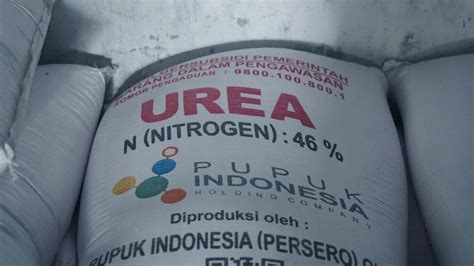 BERSUBSIDI PEMERINTAH
BARANG DALAM PENGAWASAN
NOMOR PENGADUAN : 0800.100.800.1
UREA
N (NITROGEN) : 46 %
PUPUK
INDONESIA
HOLDING COMPANY
Diproduksi oleh :
PUPUK INDONESIA (PERSERO)